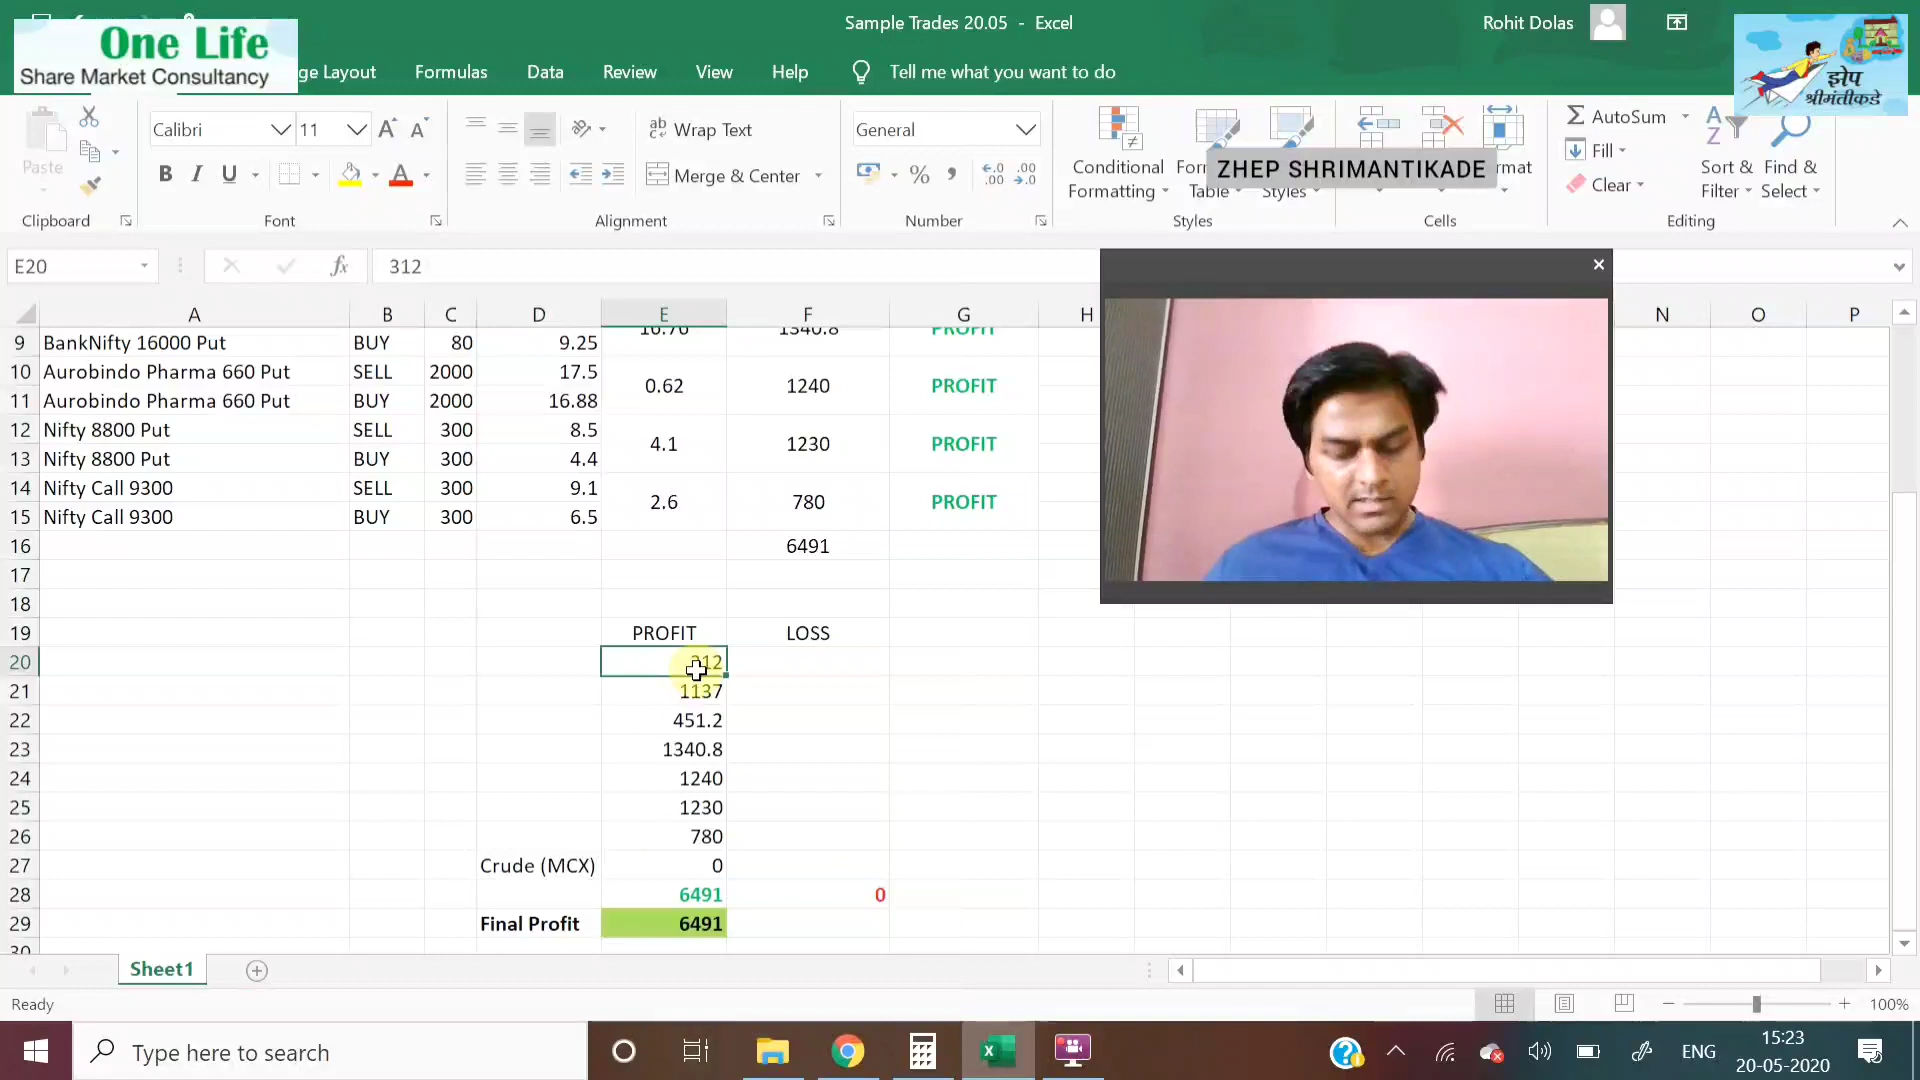 Sample Trades 20.05 - Excel
Rohit Dolas
One Life
Share Market Consultancy
ge Layout Formulas Data Review View Help Tell me what you want to do
झेप
श्रीमंतीकडे
Paste
Calibri 11
B I U
Wrap Text
Merge & Center
General
%
Conditional
Formatting
Table
Styles
ZHEP SHRIMANTIKADE
AutoSum
Fill
Clear
Sort &
Filter
Find &
Select
Clipboard Font Alignment Number Styles Cells Editing
E20 fx 312
A B C D E F G H N O P
9 BankNifty 16000 Put BUY 80 9.25 16.76 1340.8 PROFIT
10 Aurobindo Pharma 660 Put SELL 2000 17.5 0.62 1240 PROFIT
11 Aurobindo Pharma 660 Put BUY 2000 16.88
12 Nifty 8800 Put SELL 300 8.5 4.1 1230 PROFIT
13 Nifty 8800 Put BUY 300 4.4
14 Nifty Call 9300 SELL 300 9.1 2.6 780 PROFIT
15 Nifty Call 9300 BUY 300 6.5
16 6491
17
18
19 PROFIT LOSS
20 312
21 1137
22 451.2
23 1340.8
24 1240
25 1230
26 780
27 Crude (MCX) 0
28 6491 0
29 Final Profit 6491
30
Sheet1
Ready
100%
Type here to search
ENG
15:23
20-05-2020